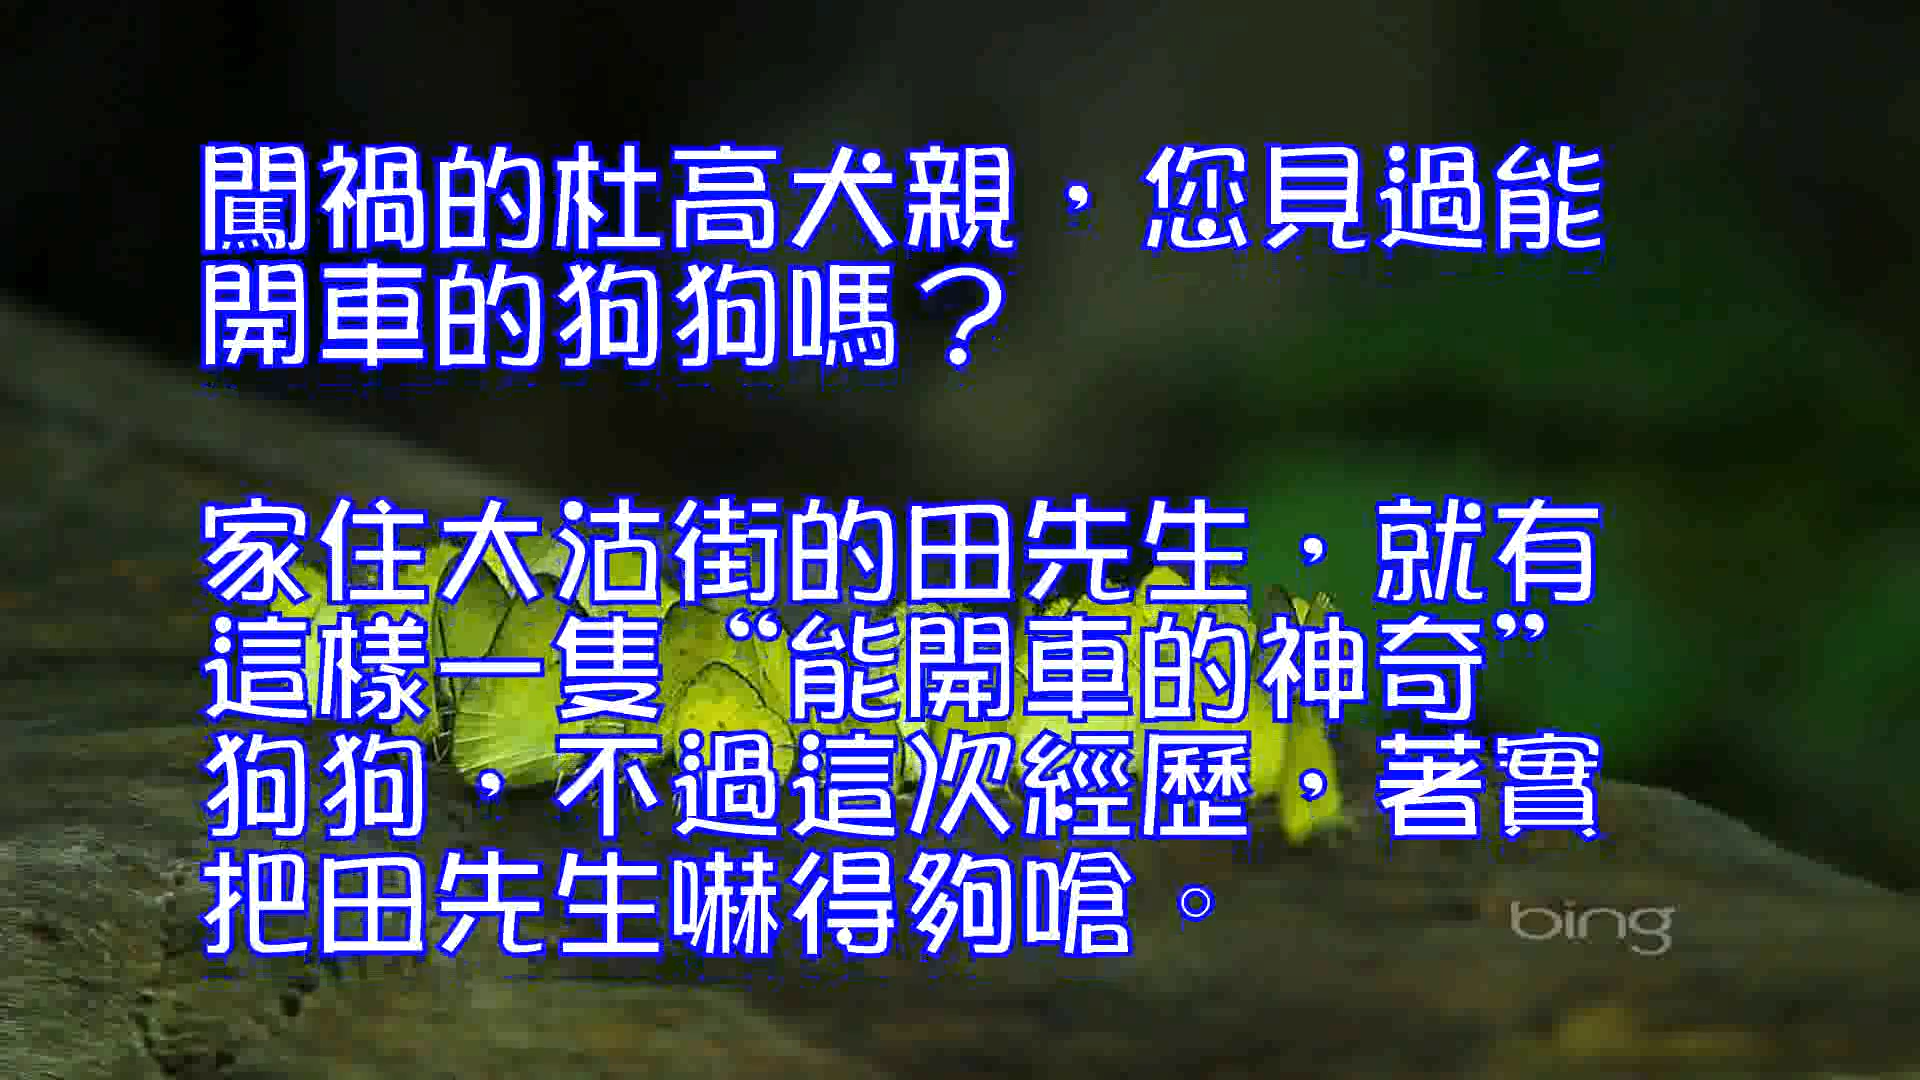 闖禍的杜高犬親，您見過能
開車的狗狗嗎？
家住大沽街的田先生，就有
這樣一隻“能開車的神奇”
狗狗，不過這次經歷，著實
把田先生嚇得夠嗆。
bing